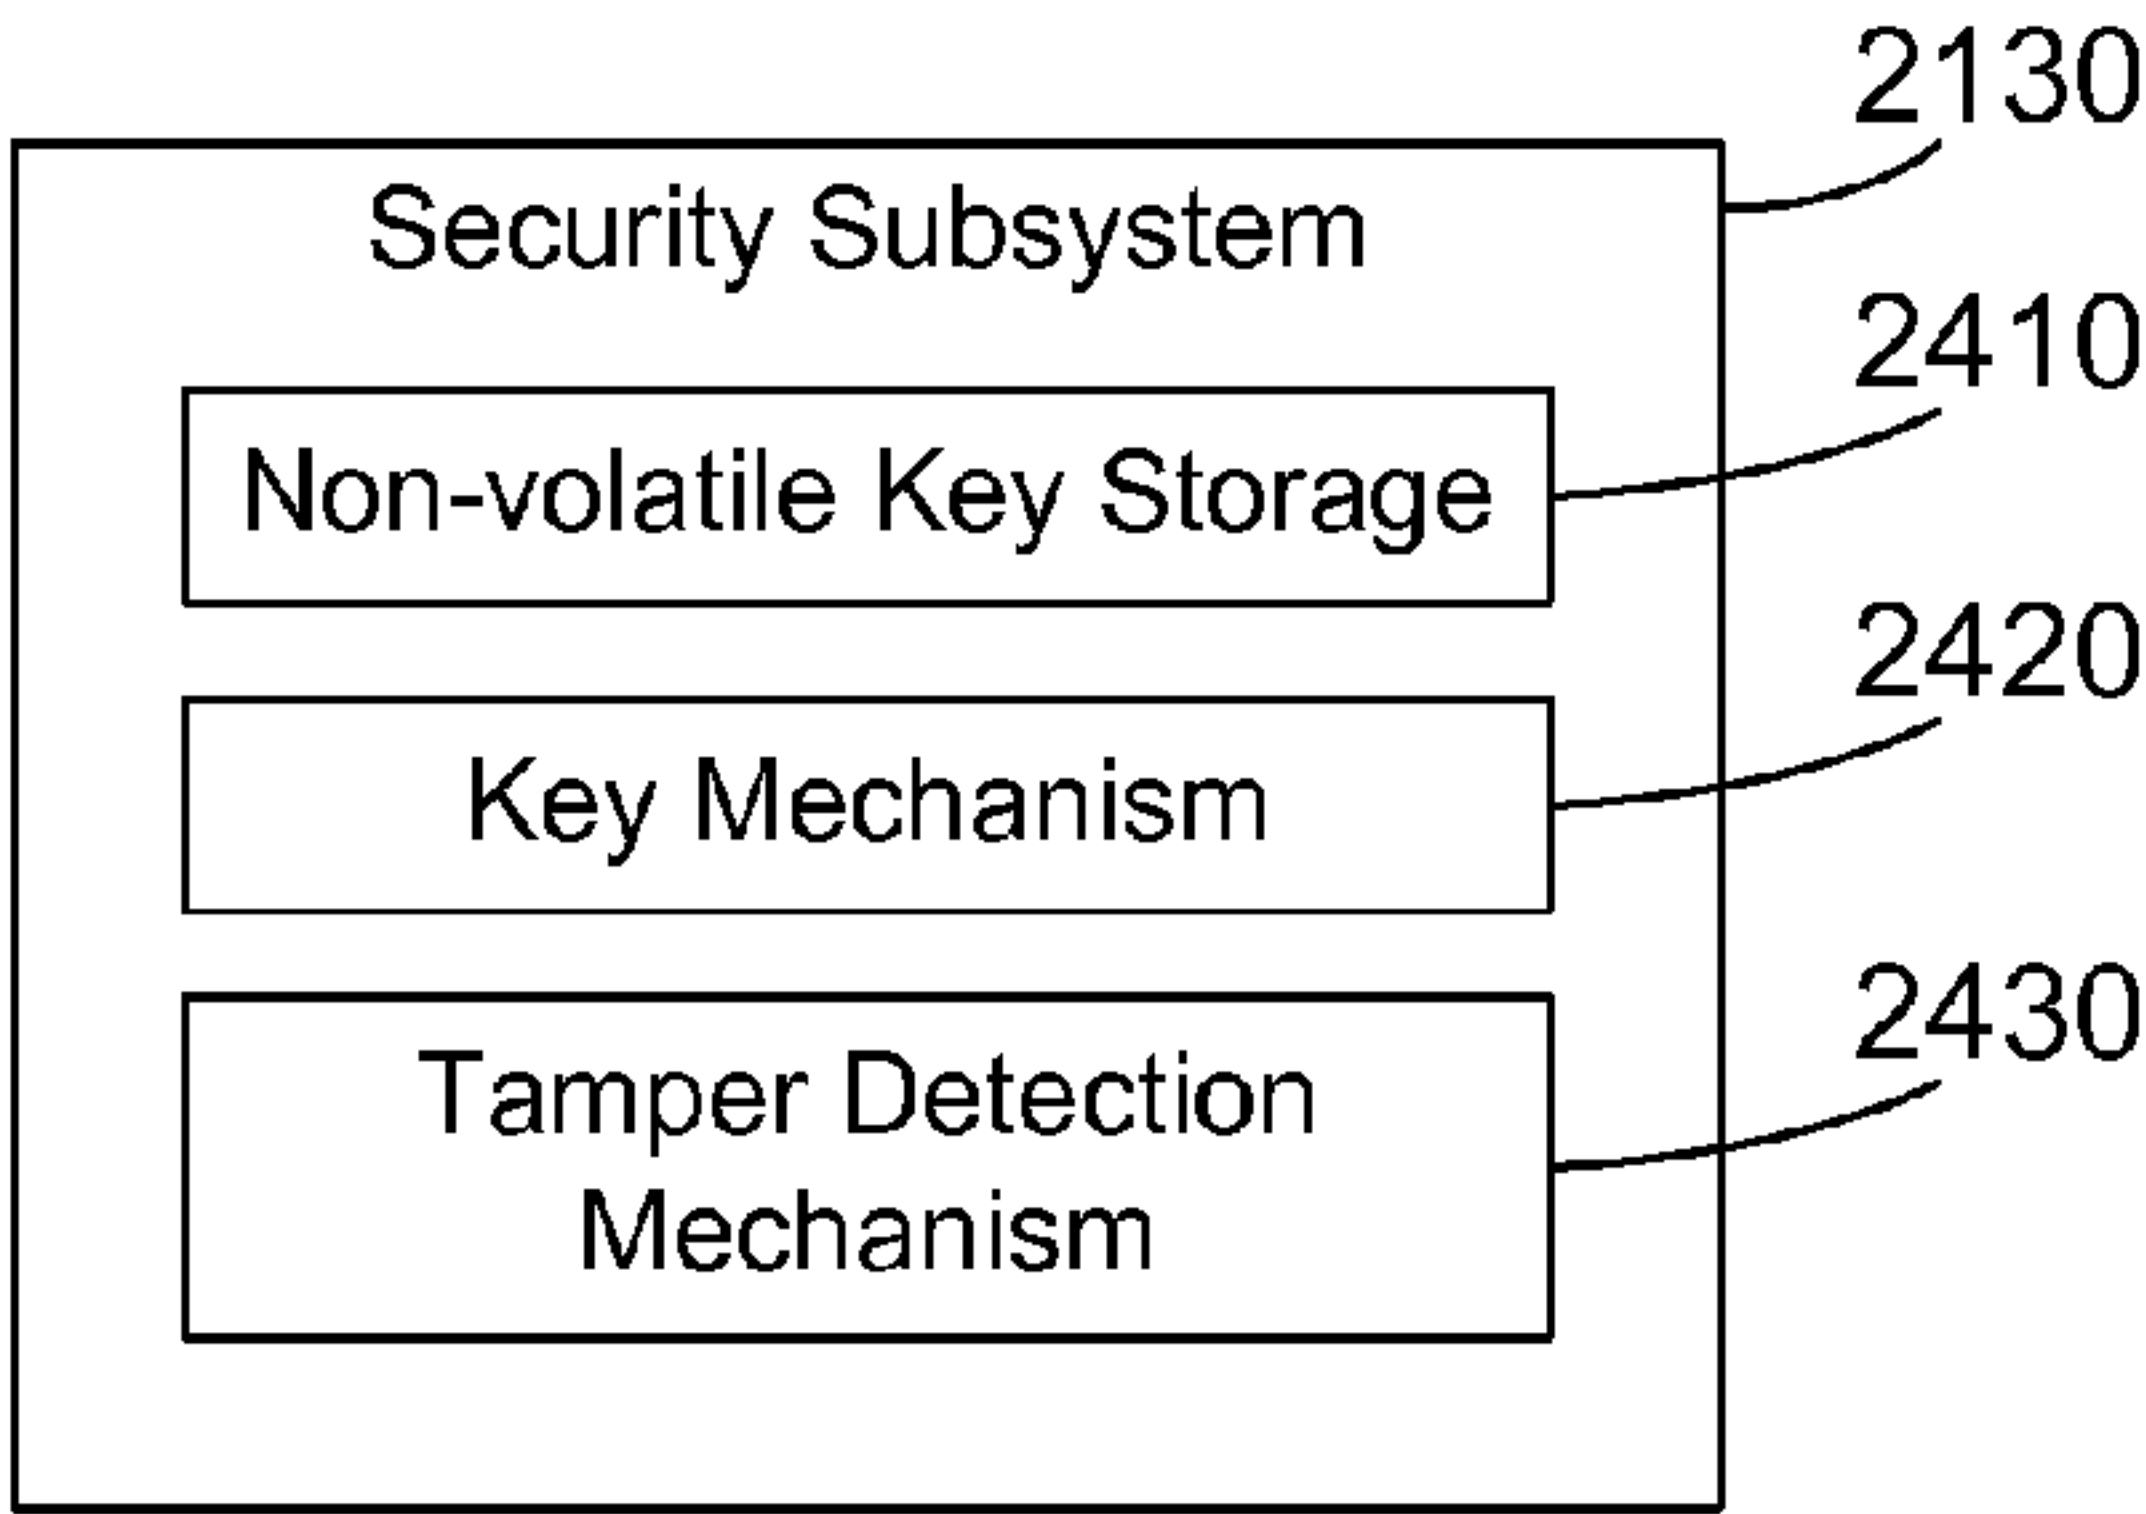 2130
Security Subsystem
2410
Non-volatile Key Storage
2420
Key Mechanism
2430
Tamper Detection
Mechanism